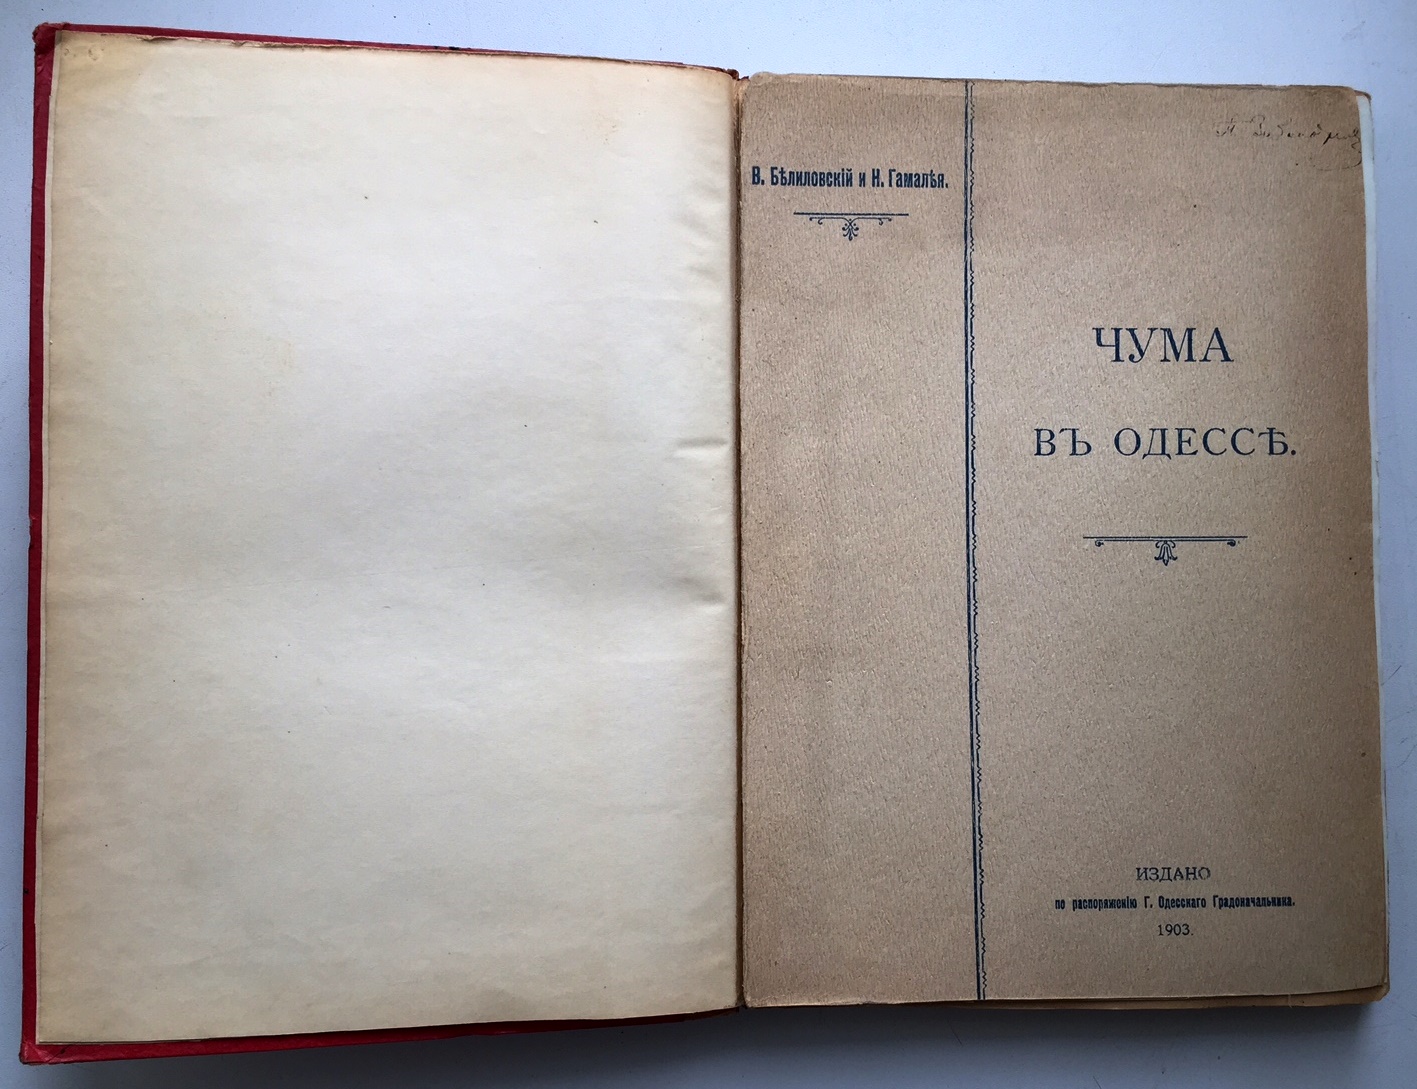 В. Бѣлиловскій и Н. Гамалѣя.
ЧУМА
ВЪ ОДЕССѢ.
ИЗДАНО
по распоряженію Г. Одесскаго Градоначальника.
1903.